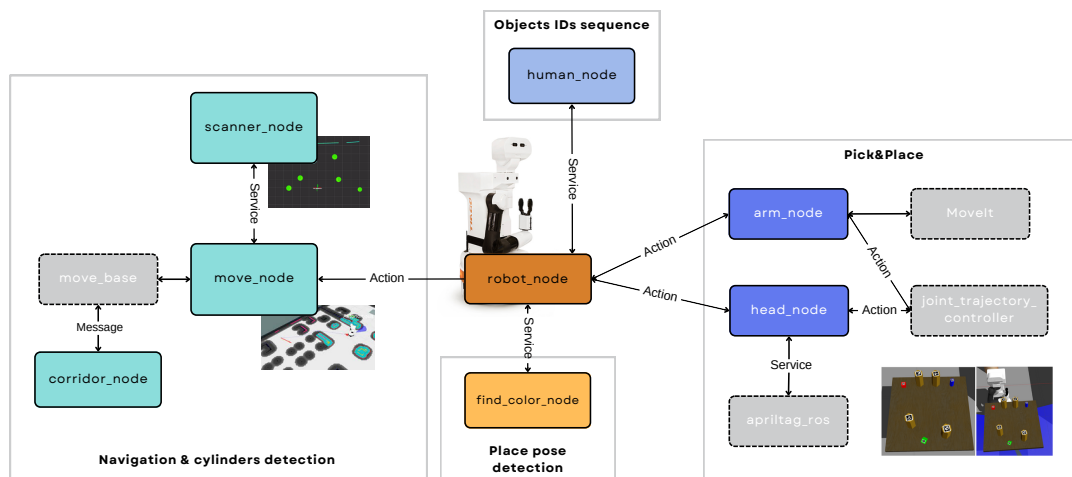 Objects IDs sequence
human_node
scanner_node
Service
Service
Pick&Place
arm_node
MoveIt
Action
Action
move_base
move_node
Action
robot_node
Action
head_node
Action
joint_trajectory_
controller
Message
Service
Service
corridor_node
find_color_node
apriltag_ros
Navigation & cylinders detection
Place pose
detection